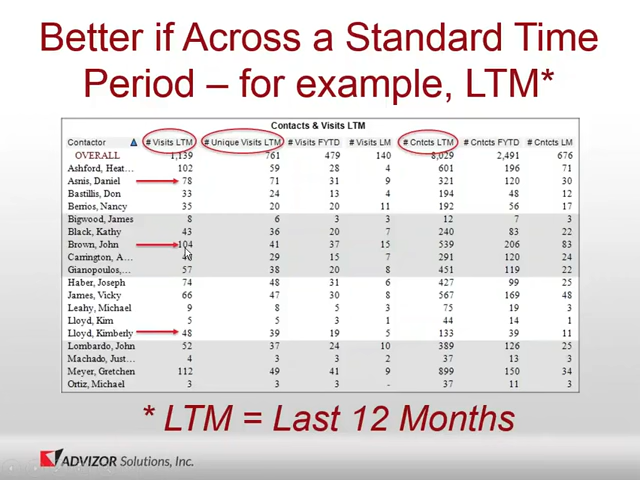 Better if Across a Standard Time
Period – for example, LTM*
Contacts & Visits LTM
Contactor # Visits LTM # Unique Visits LTM # Visits FYTD # Visits LM # Cntcts LTM # Cntcts FYTD # Cntcts LM
OVERALL 1,139 761 479 140 8,029 2,491 676
Ashford, Heat... 102 59 28 4 601 196 71
Asnis, Daniel 78 71 31 9 321 120 30
Bastillis, Don 33 24 13 4 194 48 12
Berrios, Nancy 35 20 20 11 192 56 17
Bigwood, James 8 6 3 3 12 7 3
Black, Kathy 43 36 20 7 240 83 22
Brown, John 104 41 37 15 539 206 83
Carrington, A... 29 15 7 291 120 24
Gianopoulos,... 57 38 20 8 451 119 22
Haber, Joseph 74 48 31 6 427 99 25
James, Vicky 66 47 30 8 567 169 48
Leahy, Michael 9 8 5 3 75 19 3
Lloyd, Kim 5 5 3 1 44 14 1
Lloyd, Kimberly 48 39 19 5 133 39 11
Lombardo, John 52 37 24 10 389 126 25
Machado, Just... 4 3 3 2 37 13 3
Meyer, Gretchen 112 49 41 9 899 150 34
Ortiz, Michael 3 3 3 - 37 11 3
* LTM = Last 12 Months
ADVIZOR Solutions, Inc.